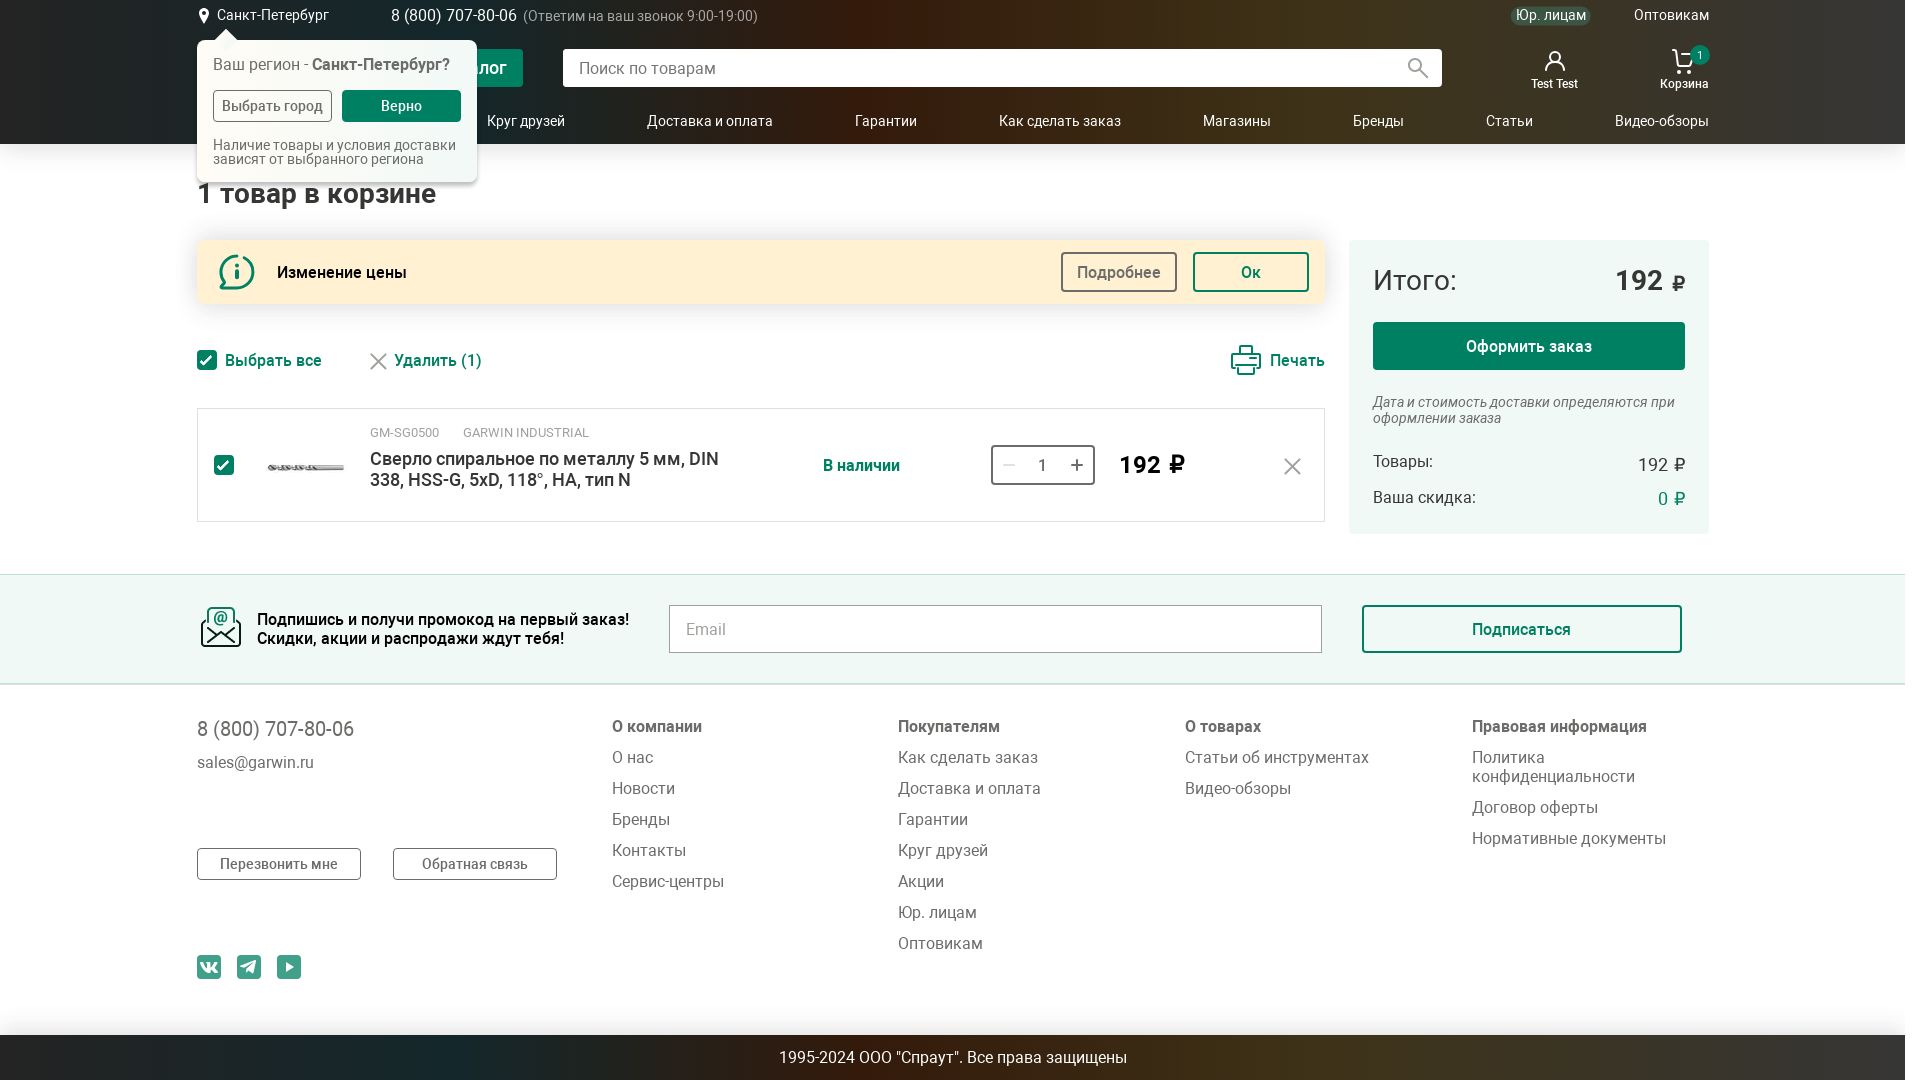 Санкт-Петербург
8 (800) 707-80-06 (Ответим на ваш звонок 9:00-19:00)
Юр. лицам
Оптовикам
Ваш регион - Санкт-Петербург?
Выбрать город
Верно
Наличие товары и условия доставки
зависят от выбранного региона
лог
Поиск по товарам
Test Test
1
Корзина
Круг друзей
Доставка и оплата
Гарантии
Как сделать заказ
Магазины
Бренды
Статьи
Видео-обзоры
1 товар в корзине
Изменение цены
Подробнее
Ок
Выбрать все
Удалить (1)
Печать
GM-SG0500
GARWIN INDUSTRIAL
Сверло спиральное по металлу 5 мм, DIN
338, HSS-G, 5xD, 118°, HA, тип N
В наличии
1
192 ₽
Итого:
192 ₽
Оформить заказ
Дата и стоимость доставки определяются при
оформлении заказа
Товары:
192 ₽
Ваша скидка:
0 ₽
Подпишись и получи промокод на первый заказ!
Скидки, акции и распродажи ждут тебя!
Email
Подписаться
8 (800) 707-80-06
sales@garwin.ru
Перезвонить мне
Обратная связь
О компании
О нас
Новости
Бренды
Контакты
Сервис-центры
Покупателям
Как сделать заказ
Доставка и оплата
Гарантии
Круг друзей
Акции
Юр. лицам
Оптовикам
О товарах
Статьи об инструментах
Видео-обзоры
Правовая информация
Политика
конфиденциальности
Договор оферты
Нормативные документы
1995-2024 ООО "Спраут". Все права защищены